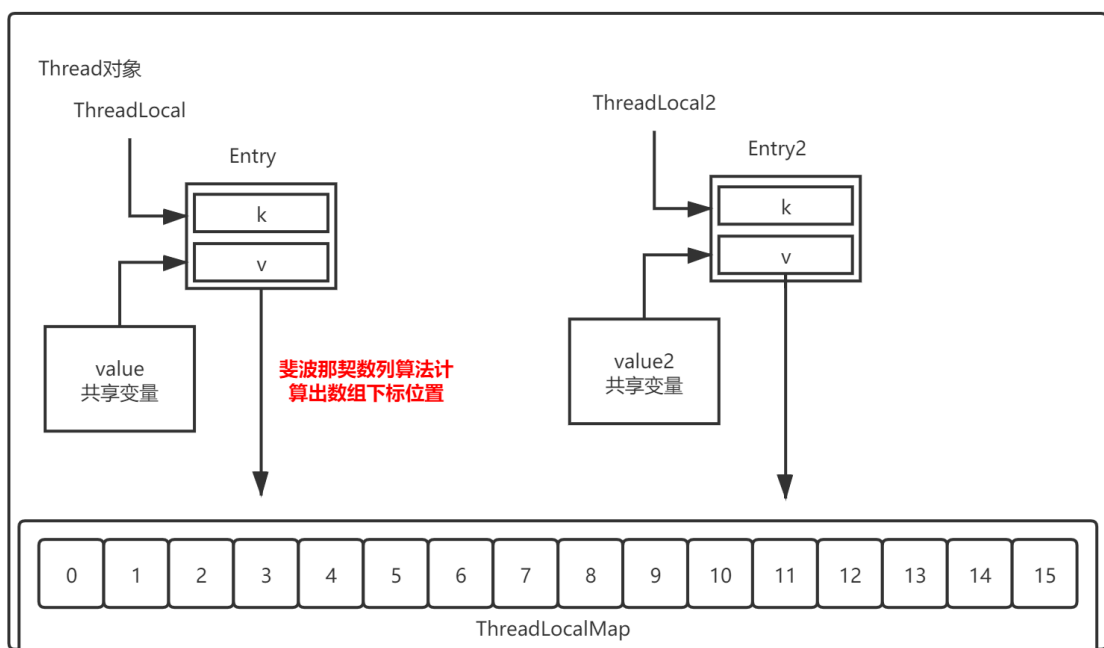 Thread对象
ThreadLocal
ThreadLocal2
Entry
Entry2
k
k
v
v
value
共享变量
value2
共享变量
斐波那契数列算法计
算出数组下标位置
0
1
2
3
4
5
6
7
8
9
10
11
12
13
14
15
ThreadLocalMap